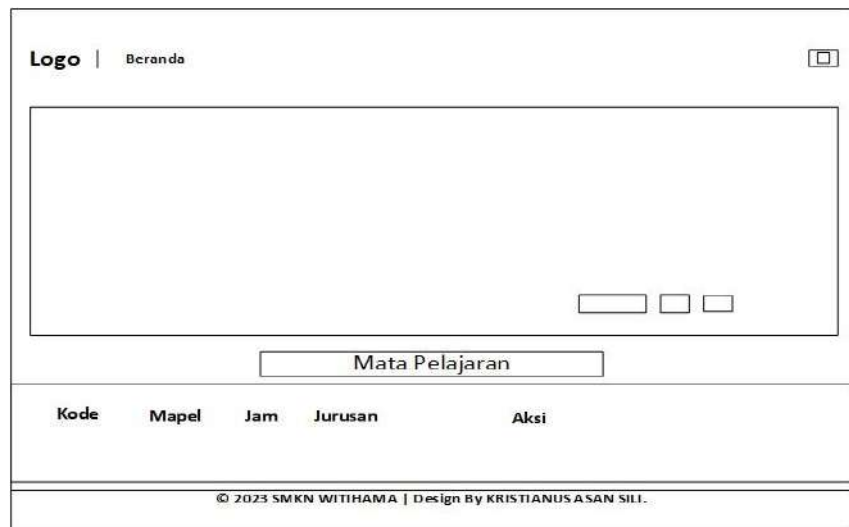 Logo | Beranda
Mata Pelajaran
Kode Mapel Jam Jurusan Aksi
© 2023 SMKN WITIHAMA | Design By KRISTIANUS ASAN SILI.